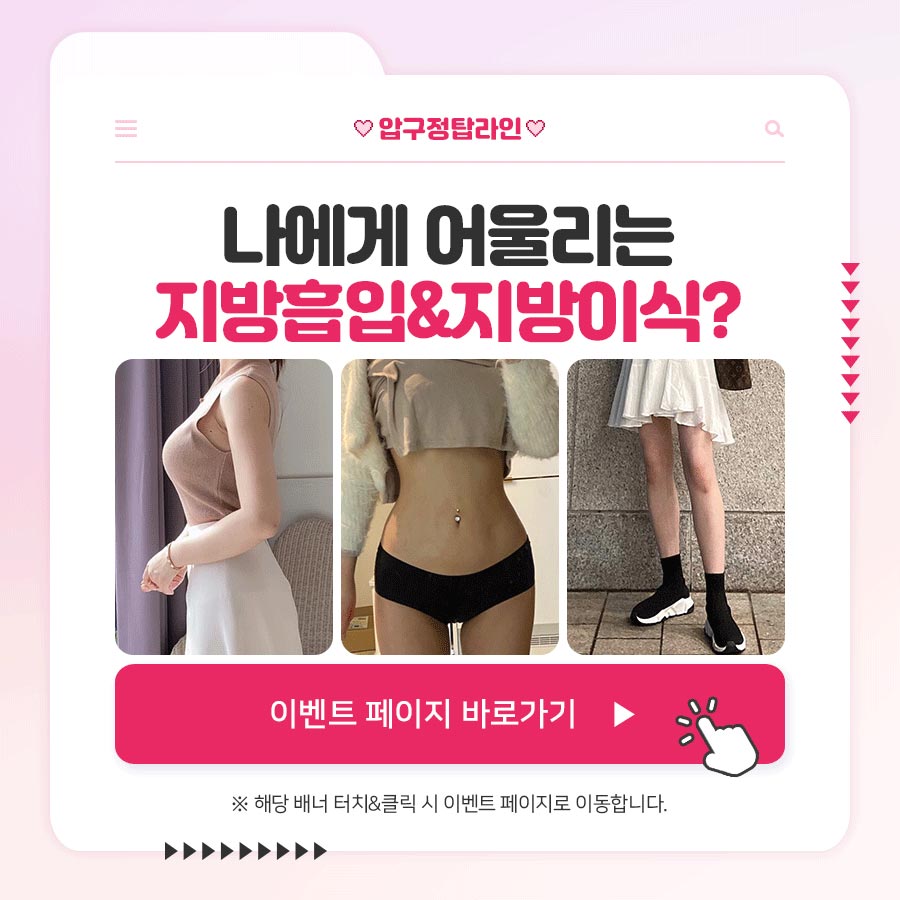 압구정탑라인
나에게 어울리는
지방흡입&지방이식?
이벤트 페이지 바로가기
※ 해당 배너 터치&클릭 시 이벤트 페이지로 이동합니다.